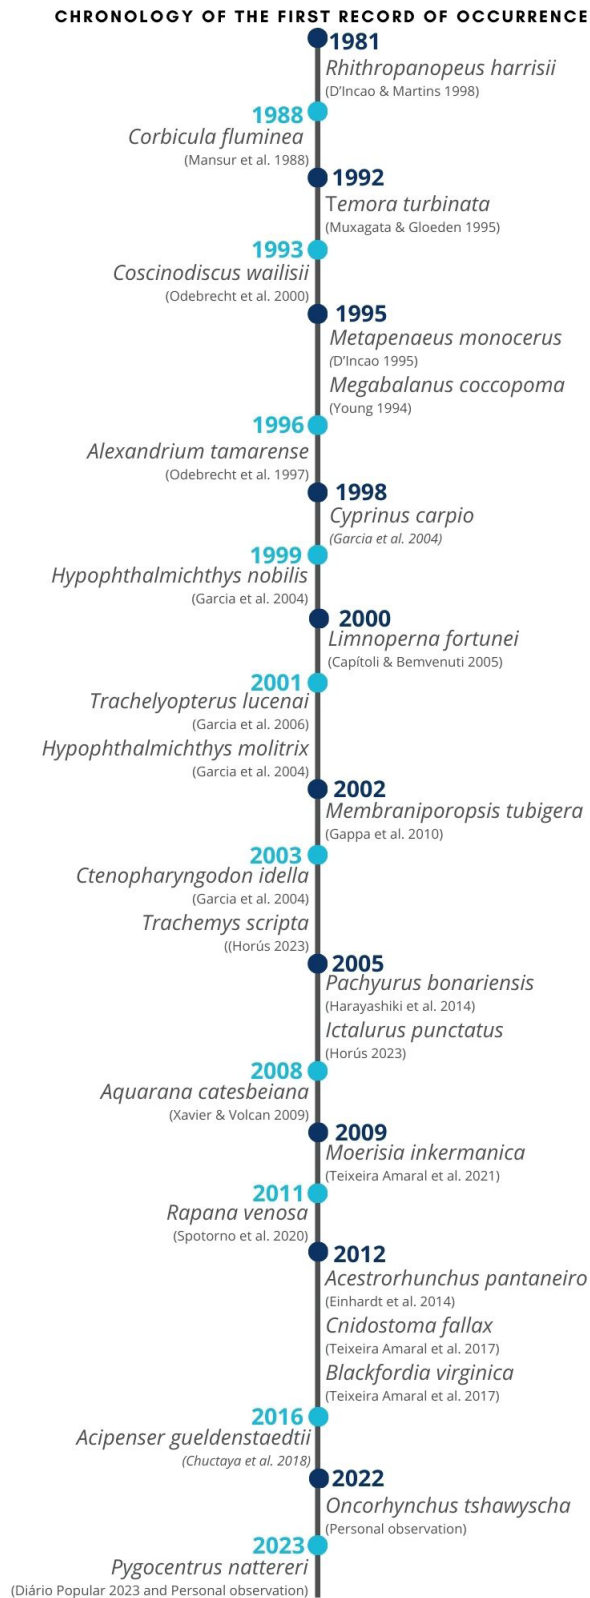 CHRONOLOGY OF THE FIRST RECORD OF OCCURRENCE
1981
Rhithropanopeus harrisii
(D'Incao & Martins 1998)
1988
Corbicula fluminea
(Mansur et al. 1988)
1992
Temora turbinata
(Muxagata & Gloeden 1995)
1993
Coscinodiscus wailisii
(Odebrecht et al. 2000)
1995
Metapenaeus monocerus
(D'Incao 1995)
Megabalanus coccopoma
(Young 1994)
1996
Alexandrium tamarense
(Odebrecht et al. 1997)
1998
Cyprinus carpio
(Garcia et al. 2004)
1999
Hypophthalmichthys nobilis
(Garcia et al. 2004)
2000
Limnoperna fortunei
(Capítoli & Bemvenuti 2005)
2001
Trachelyopterus lucenai
(Garcia et al. 2006)
Hypophthalmichthys molitrix
(Garcia et al. 2004)
2002
Membraniporopsis tubigera
(Gappa et al. 2010)
2003
Ctenopharyngodon idella
(Garcia et al. 2004)
Trachemys scripta
((Horús 2023)
2005
Pachyurus bonariensis
(Harayashiki et al. 2014)
Ictalurus punctatus
(Horús 2023)
2008
Aquarana catesbeiana
(Xavier & Volcan 2009)
2009
Moerisia inkermanica
(Teixeira Amaral et al. 2021)
2011
Rapana venosa
(Spotorno et al. 2020)
2012
Acestrorhunchus pantaneiro
(Einhardt et al. 2014)
Cnidostoma fallax
(Teixeira Amaral et al. 2017)
Blackfordia virginica
(Teixeira Amaral et al. 2017)
2016
Acipenser gueldenstaedtii
(Chuctaya et al. 2018)
2022
Oncorhynchus tshawyscha
(Personal observation)
2023
Pygocentrus nattereri
(Diário Popular 2023 and Personal observation)